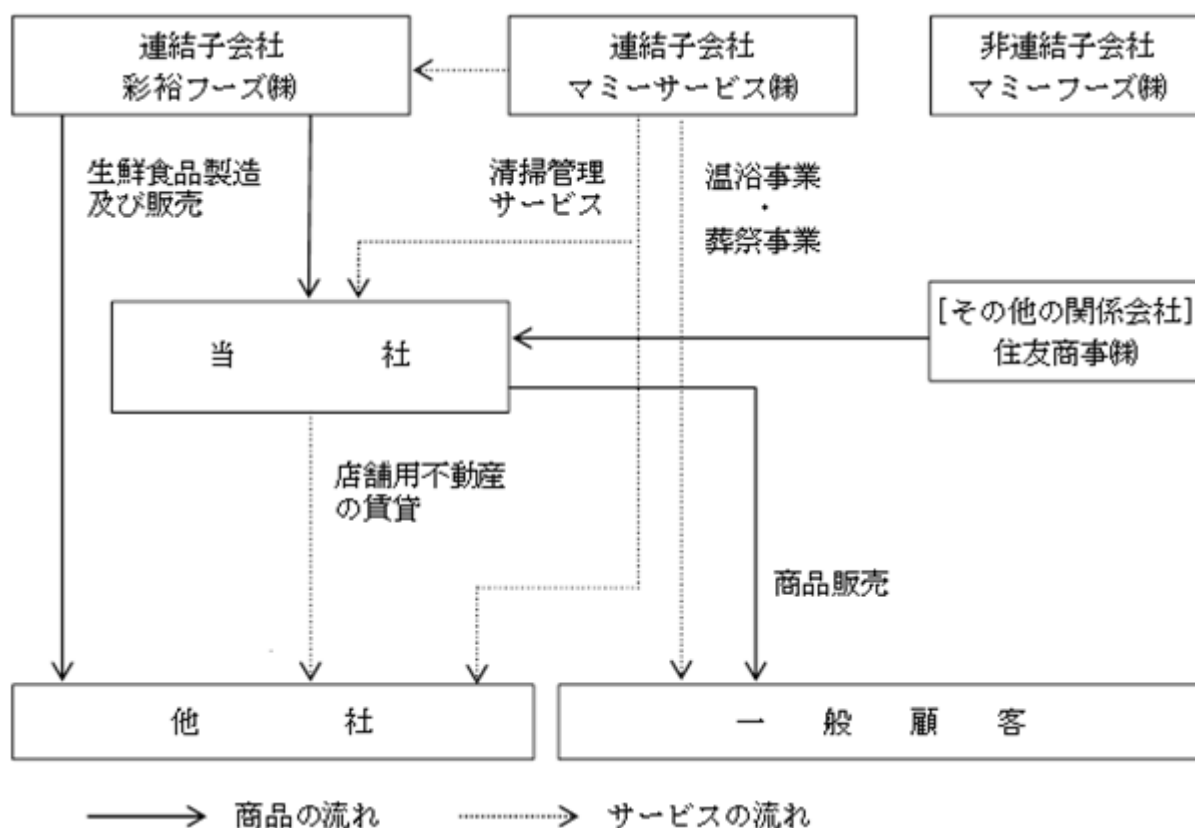 連結子会社
彩裕フーズ㈱
連結子会社
マミーサービス㈱
非連結子会社
マミーフーズ㈱
生鮮食品製造
及び販売
清掃管理
サービス
温浴事業
・
葬祭事業
[その他の関係会社]
住友商事㈱
当 社
店舗用不動産
の賃貸
商品販売
他 社
一 般 顧 客
商品の流れ
サービスの流れ